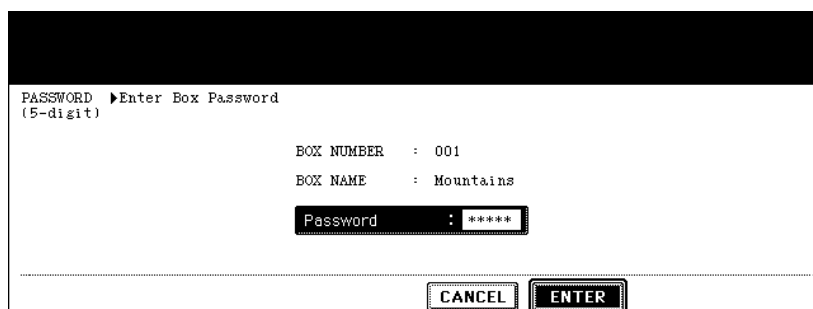 PASSWORD ▶Enter Box Password
(5-digit)
BOX NUMBER : 001
BOX NAME : Mountains
Password : *****
CANCEL ENTER